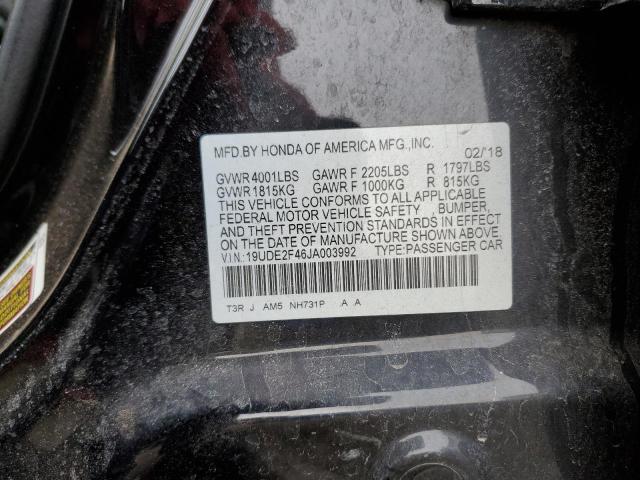 MFD.BY HONDA OF AMERICA MFG.,INC. 02/'18
GVWR 4001LBS GAWR F 2205LBS R 1797LBS
GVWR 1815KG GAWR F 1000KG R 815KG
THIS VEHICLE CONFORMS TO ALL APPLICABLE
FEDERAL MOTOR VEHICLE SAFETY , BUMPER,
AND THEFT PREVENTION STANDARDS IN EFFECT
ON THE DATE OF MANUFACTURE SHOWN ABOVE.
V.I.N.:19UDE2F46JA003992 TYPE:PASSENGER CAR
T3R J AM5 NH731P .A .A